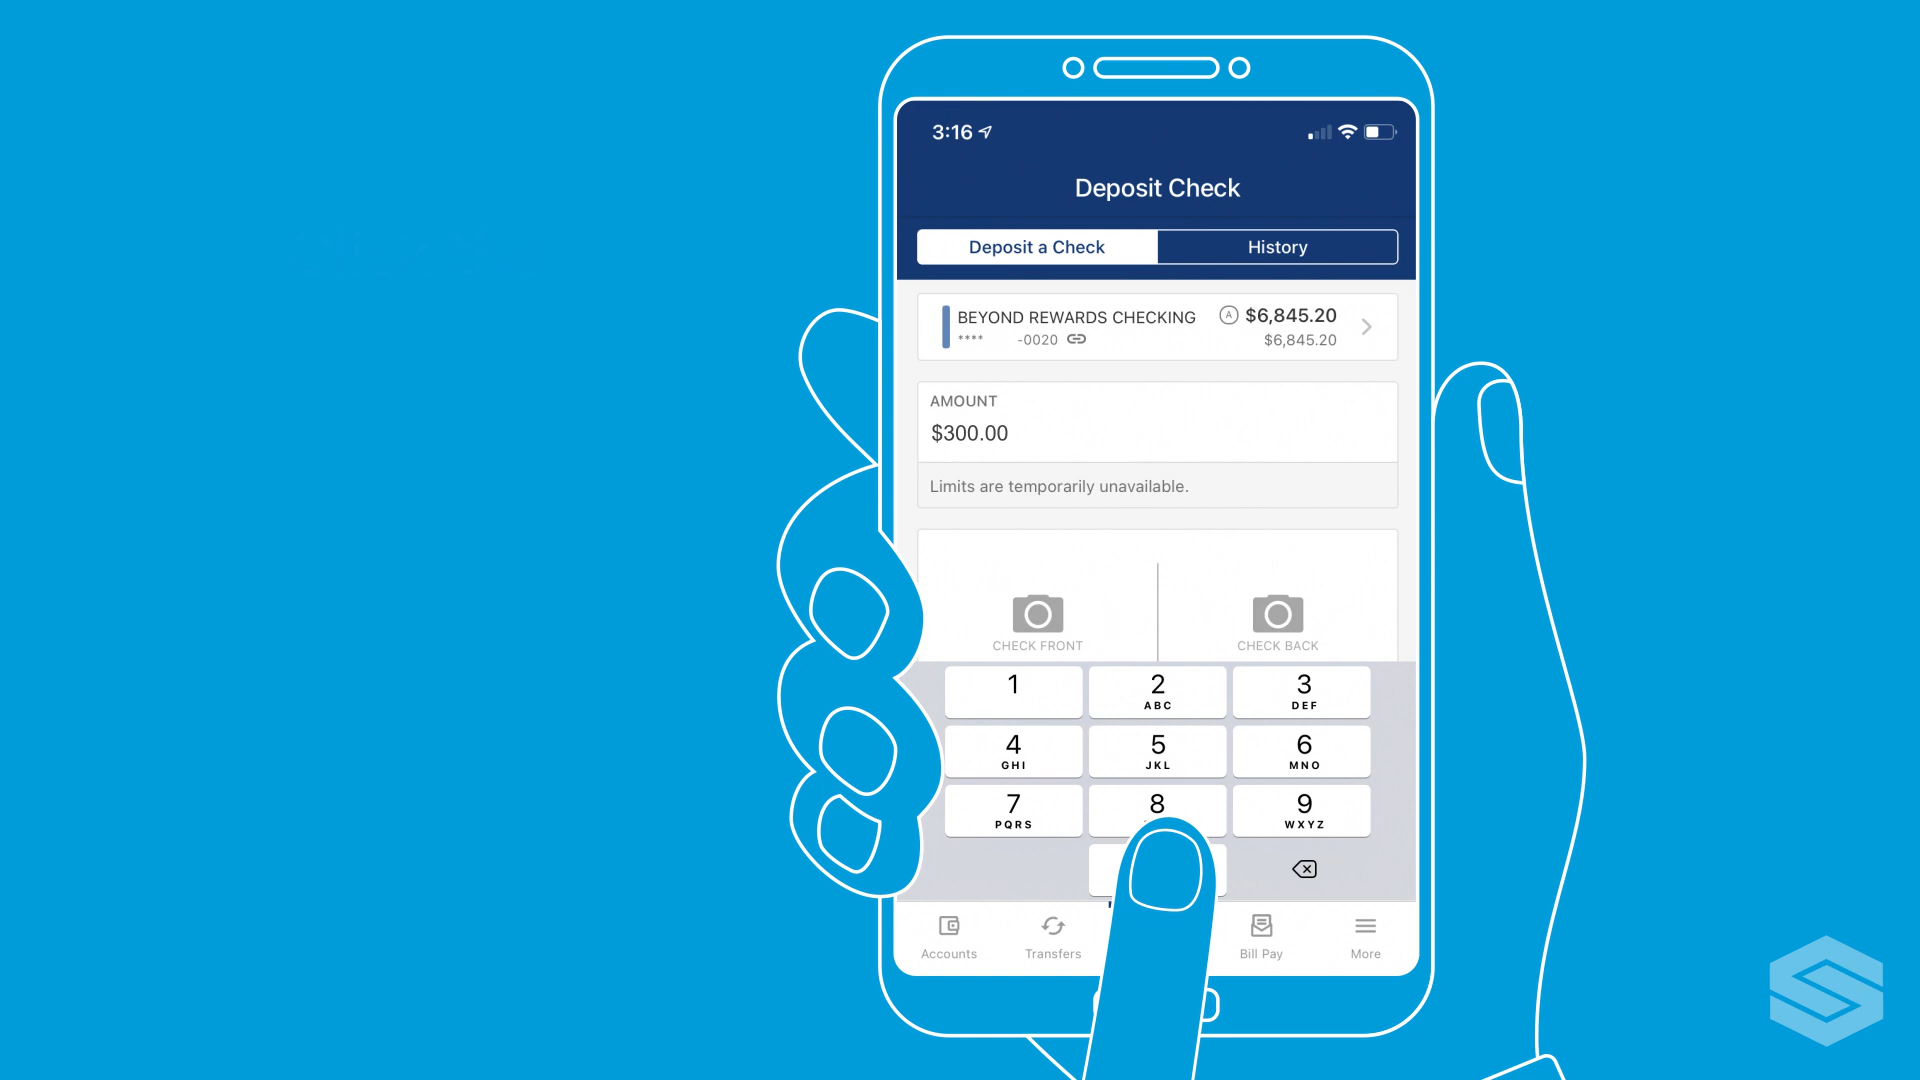 3:16
Deposit Check
Deposit a Check
History
BEYOND REWARDS CHECKING
A $6,845.20
**** -0020
$6,845.20
AMOUNT
$300.00
Limits are temporarily unavailable.
CHECK FRONT
CHECK BACK
1
2
ABC
3
DEF
4
GHI
5
JKL
6
MNO
7
PQRS
8
9
WXYZ
Accounts
Transfers
Bill Pay
More